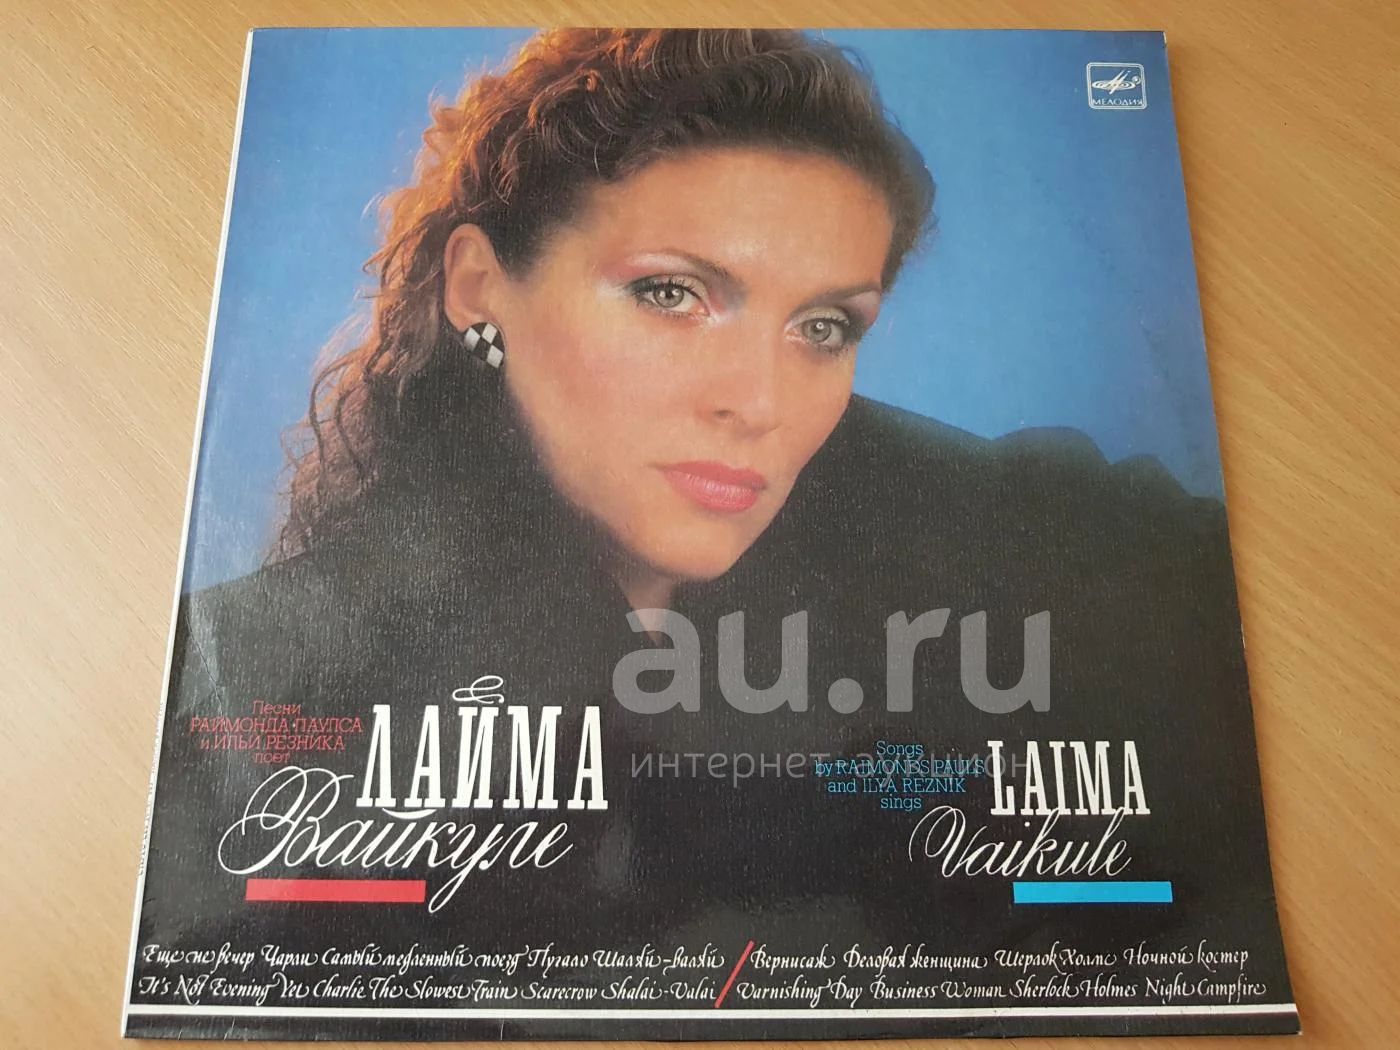 МЕЛОДИЯ
Песни
РАЙМОНДА ПАУЛСА
и ИЛЬИ РЕЗНИКА
поет
ЛАЙМА
Вайкуле
Songs
by RAIMONDS PAULS
and ILYA REZNIK
sings
LAIMA
Vaikule
au.ru
интернет-аукцион
Еще не вечер Чарли Самый медленный поезд Пугало Шаляй-валяй / Вернисаж Деловая женщина Шерлок Холмс Ночной костер
It's Not Evening Yet Charlie The Slowest Train Scarecrow Shalai-Valai / Varnishing Day Business Woman Sherlock Holmes Night Campfire